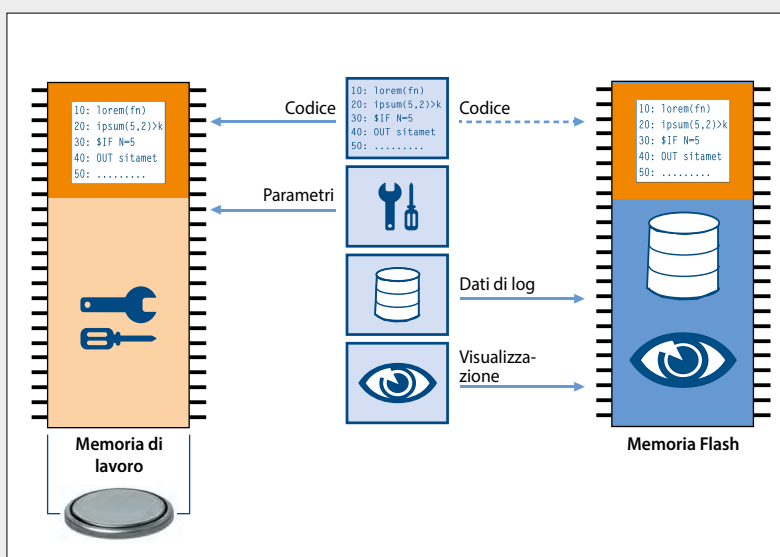 10: lorem(fn)
20: ipsum(5,2)>k
30: $IF N=5
40: OUT sitamet
50: .........
Codice
10: lorem(fn)
20: ipsum(5,2)>k
30: $IF N=5
40: OUT sitamet
50: .........
Codice
10: lorem(fn)
20: ipsum(5,2)>k
30: $IF N=5
40: OUT sitamet
50: .........
Parametri
Dati di log
Visualizza-
zione
Memoria di
lavoro
Memoria Flash